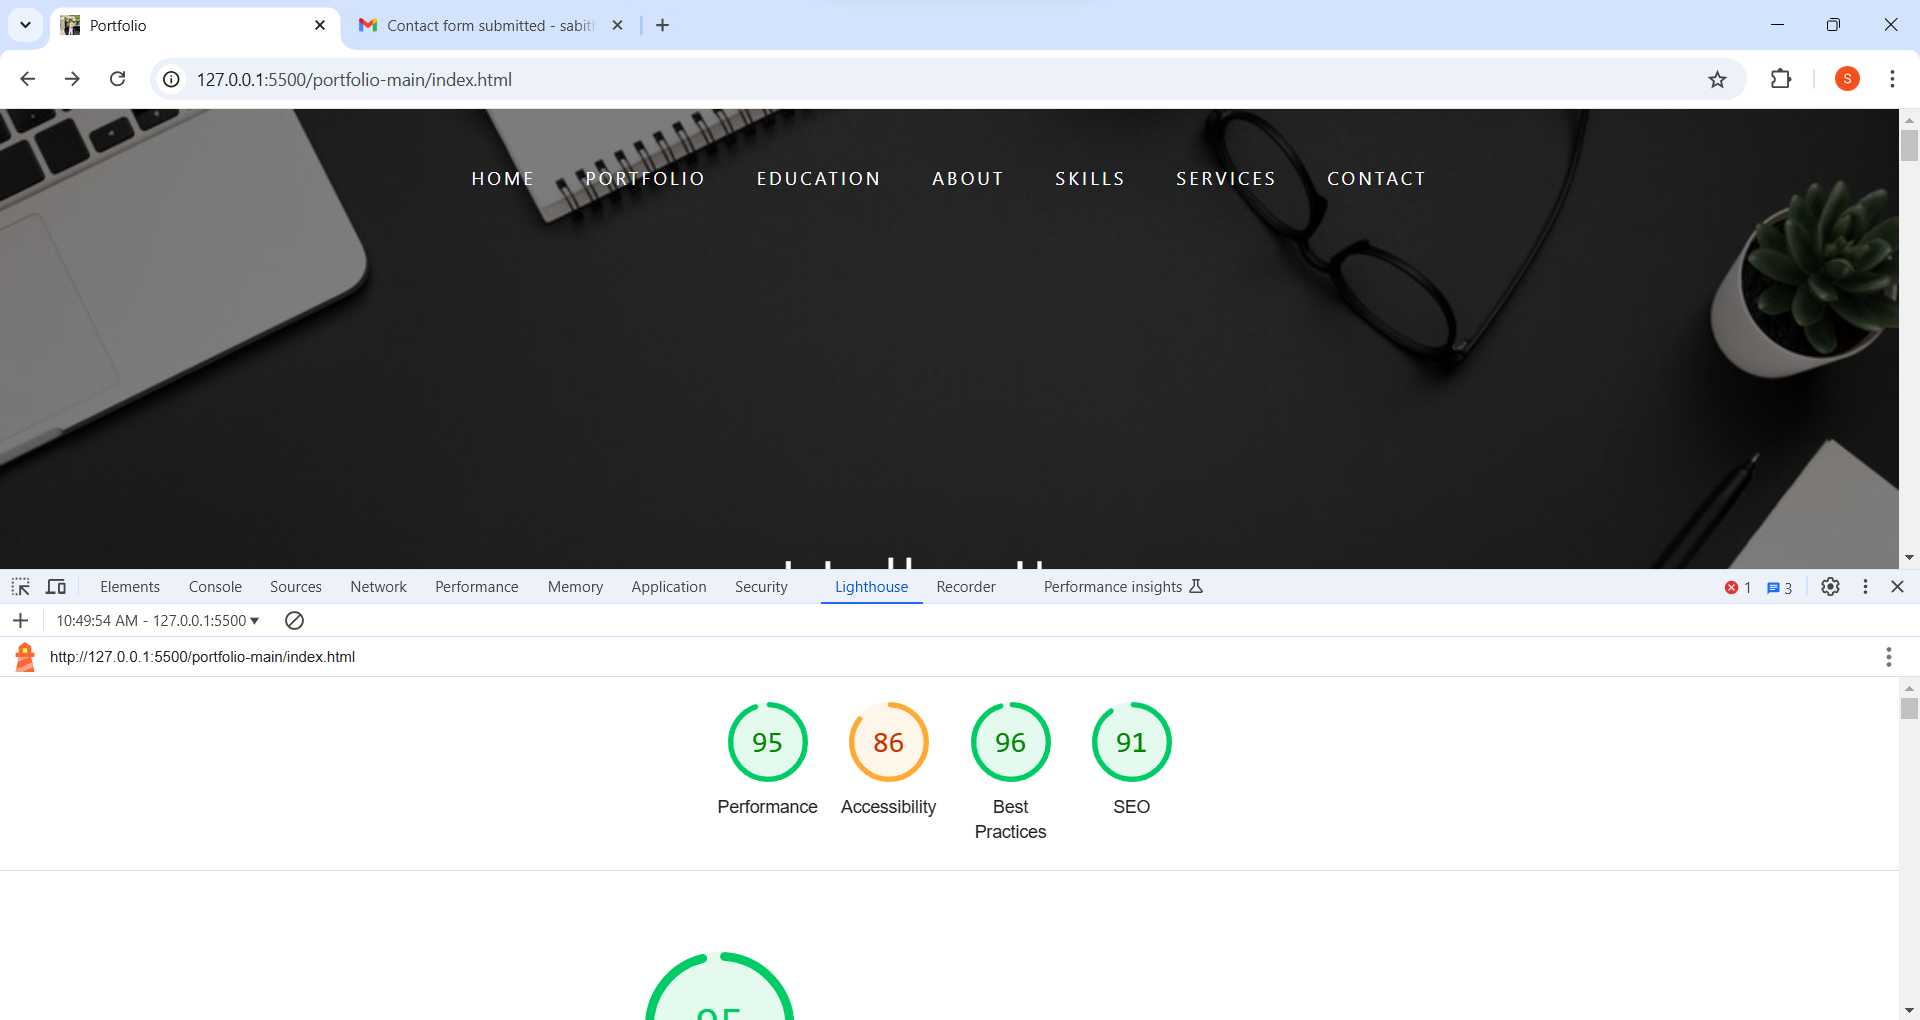 Portfolio
Contact form submitted - sabit
127.0.0.1:5500/portfolio-main/index.html
S
HOME PORTFOLIO EDUCATION ABOUT SKILLS SERVICES CONTACT
Elements Console Sources Network Performance Memory Application Security Lighthouse Recorder Performance insights 1 3
10:49:54 AM - 127.0.0.1:5500
http://127.0.0.1:5500/portfolio-main/index.html
95 86 96 91
Performance Accessibility Best Practices SEO
95